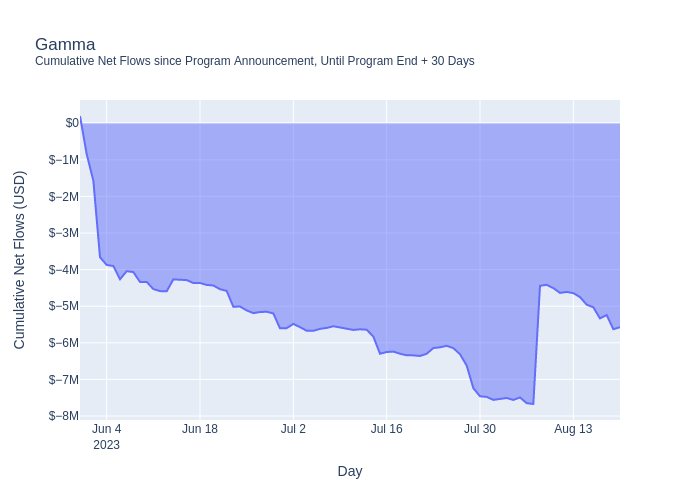 Gamma
Cumulative Net Flows since Program Announcement, Until Program End + 30 Days
Cumulative Net Flows (USD)
$0
$−1M
$−2M
$−3M
$−4M
$−5M
$−6M
$−7M
$−8M
Jun 4
2023
Jun 18
Jul 2
Jul 16
Jul 30
Aug 13
Day